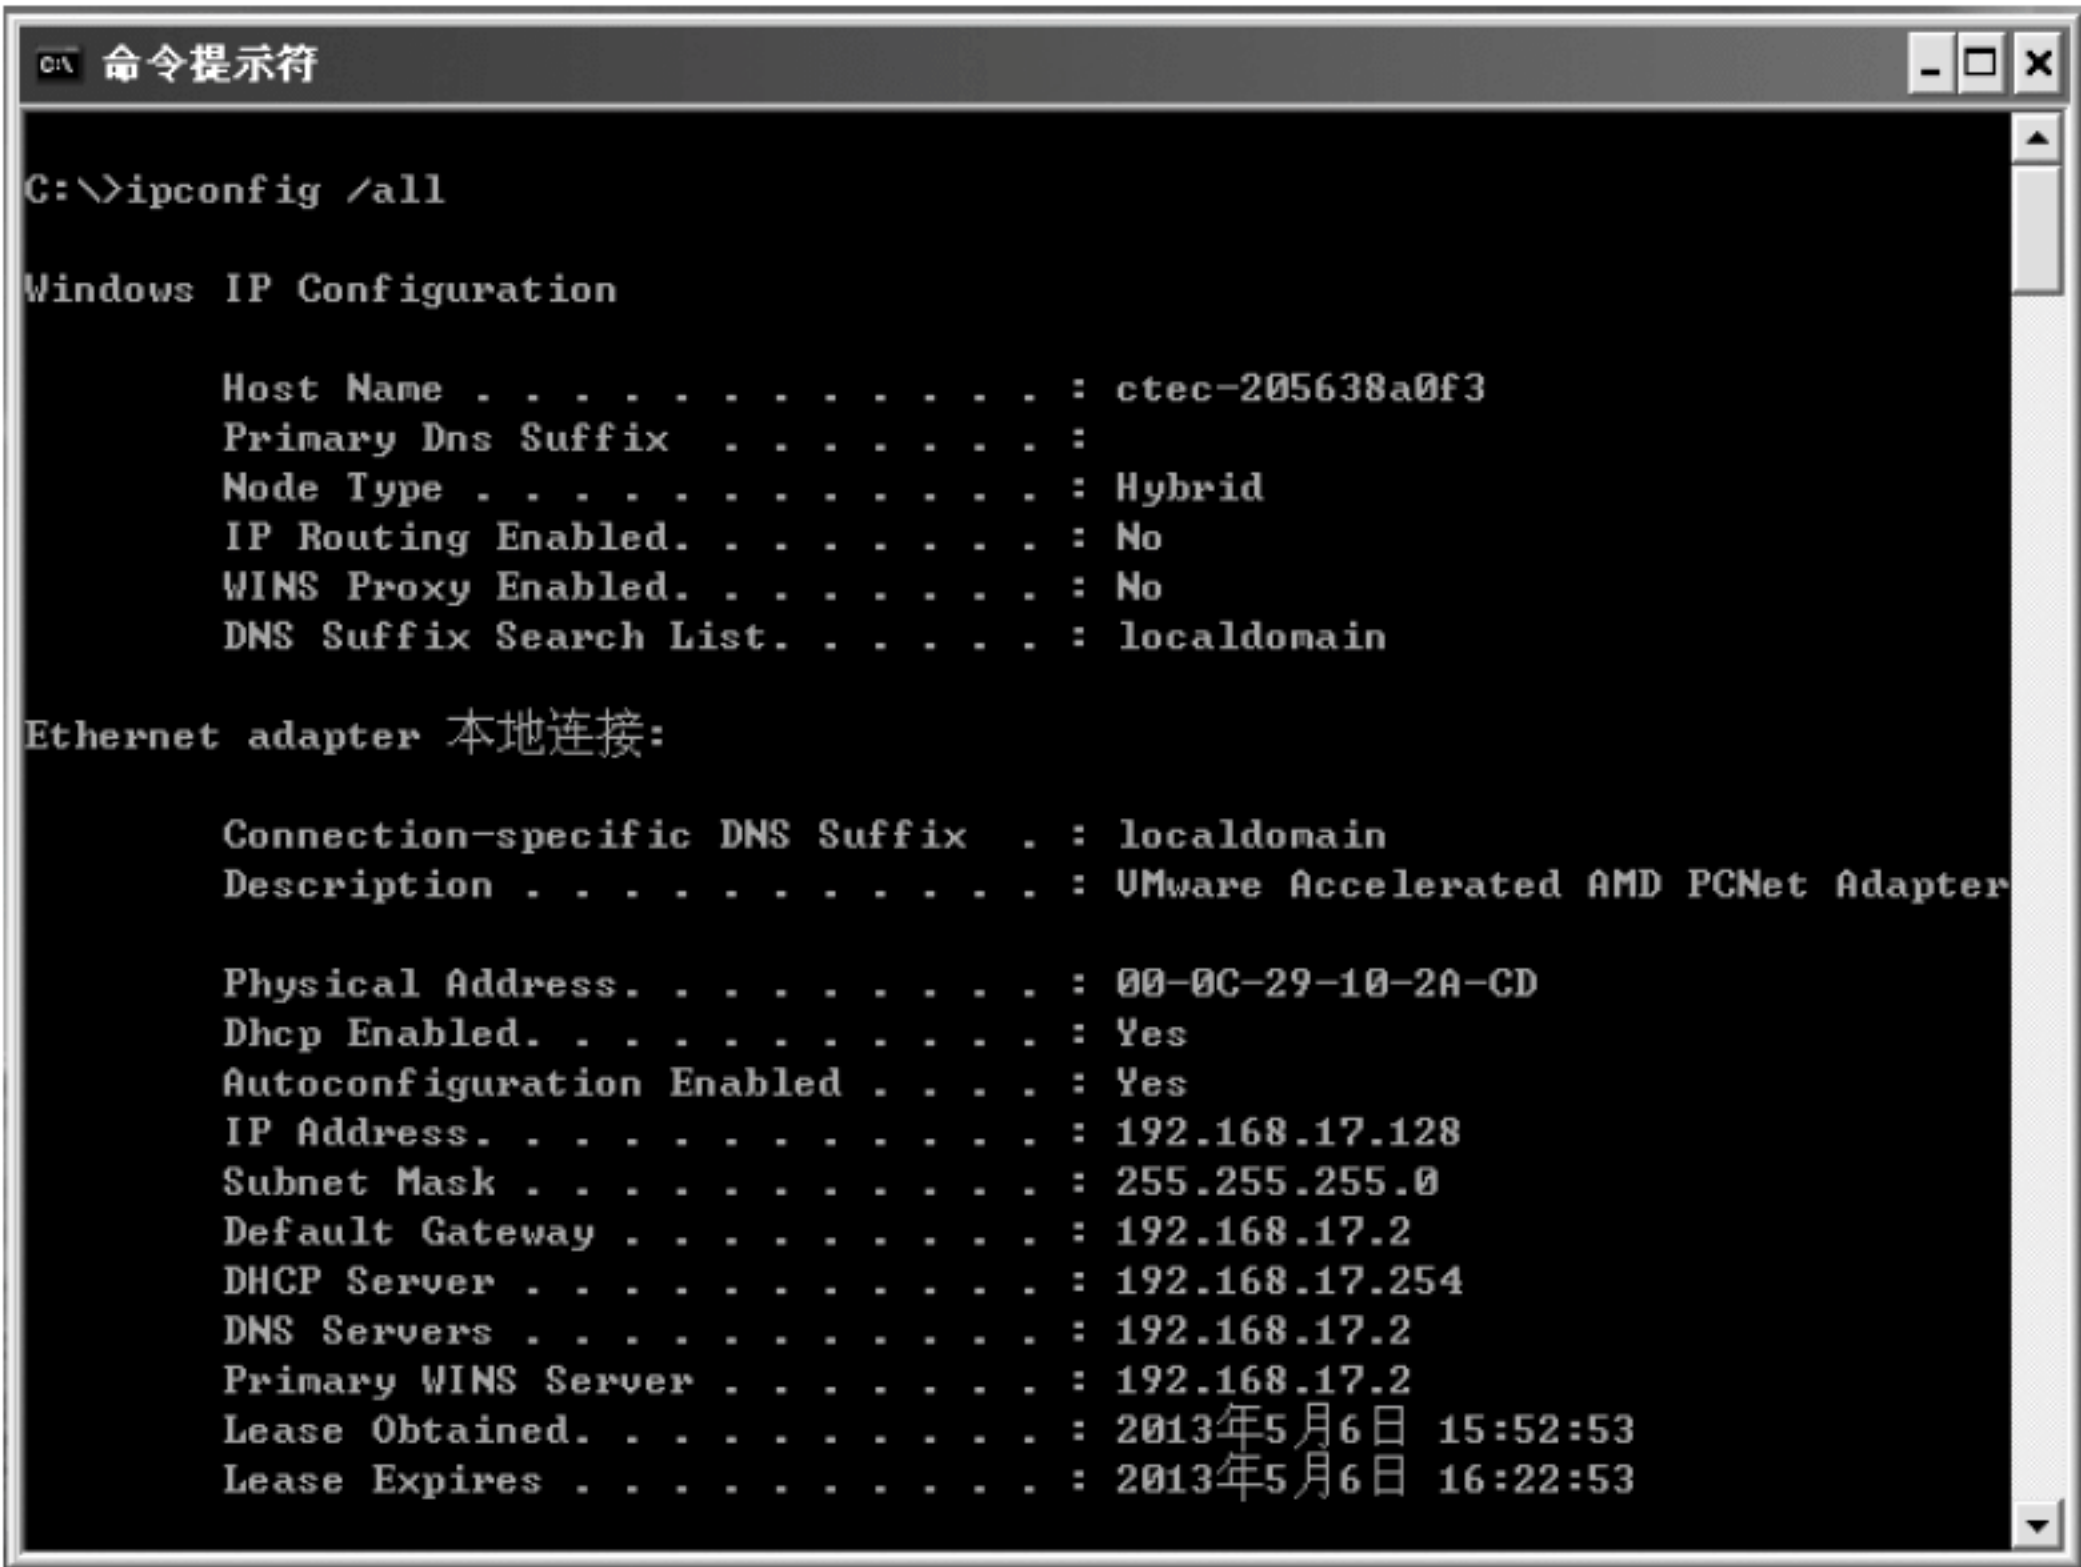 命令提示符
C:\>ipconfig /all
Windows IP Configuration
Host Name . . . . . . . . . . . . : ctec-205638a0f3
Primary Dns Suffix  . . . . . . . :
Node Type . . . . . . . . . . . . : Hybrid
IP Routing Enabled. . . . . . . . : No
WINS Proxy Enabled. . . . . . . . : No
DNS Suffix Search List. . . . . . : localdomain
Ethernet adapter 本地连接:
Connection-specific DNS Suffix  . : localdomain
Description . . . . . . . . . . . : VMware Accelerated AMD PCNet Adapter
Physical Address. . . . . . . . . : 00-0C-29-10-2A-CD
Dhcp Enabled. . . . . . . . . . . : Yes
Autoconfiguration Enabled . . . . : Yes
IP Address. . . . . . . . . . . . : 192.168.17.128
Subnet Mask . . . . . . . . . . . : 255.255.255.0
Default Gateway . . . . . . . . . : 192.168.17.2
DHCP Server . . . . . . . . . . . : 192.168.17.254
DNS Servers . . . . . . . . . . . : 192.168.17.2
Primary WINS Server . . . . . . . : 192.168.17.2
Lease Obtained. . . . . . . . . . : 2013年5月6日 15:52:53
Lease Expires . . . . . . . . . . : 2013年5月6日 16:22:53